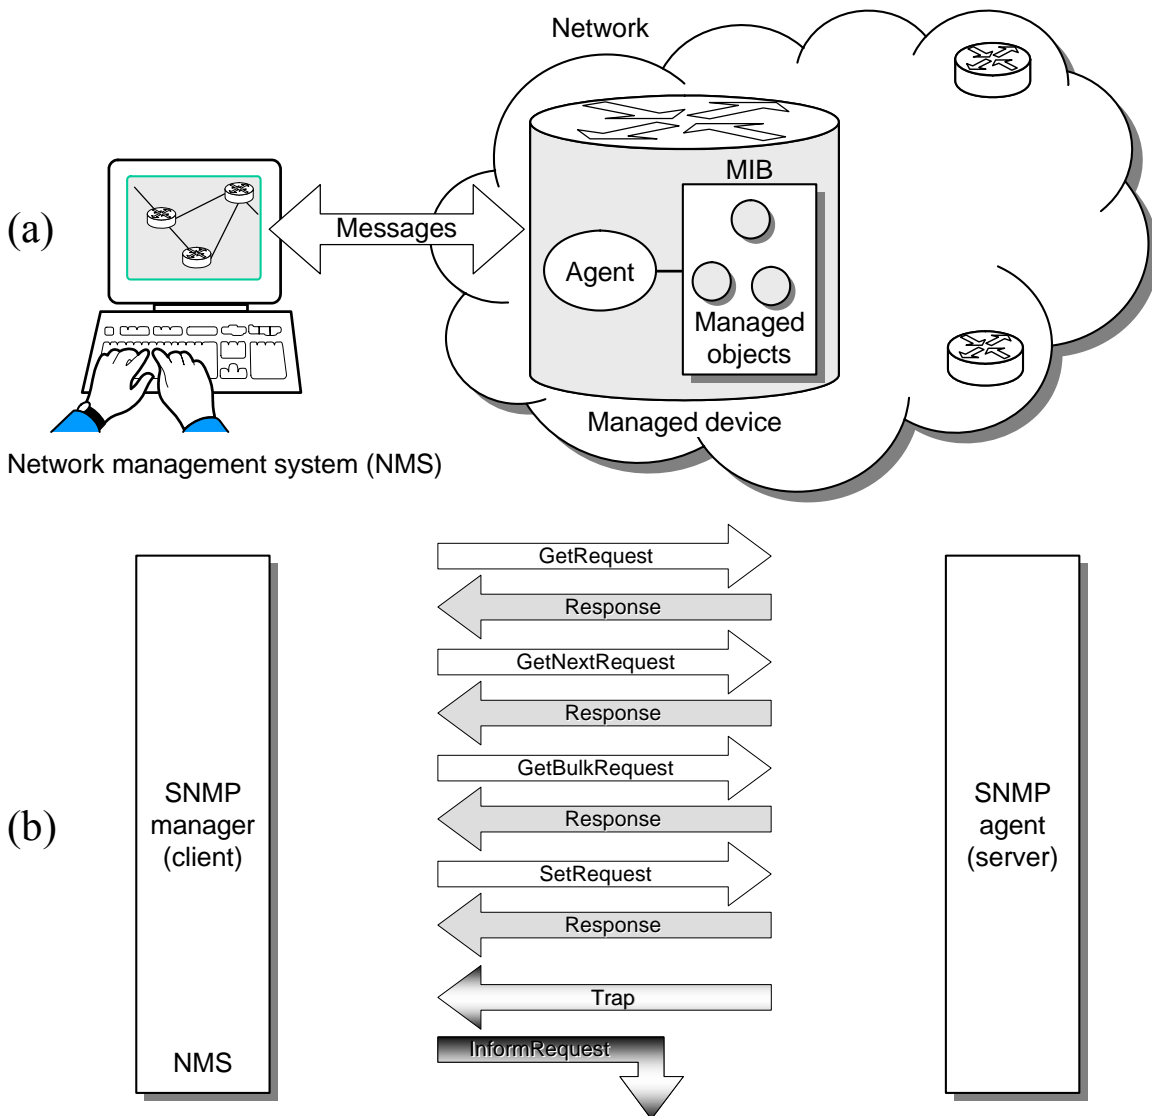 Network
MIB
(a)
Messages
Agent
Managed
objects
Managed device
Network management system (NMS)
GetRequest
Response
GetNextRequest
Response
GetBulkRequest
(b)
SNMP
manager
(client)
Response
SNMP
agent
(server)
SetRequest
Response
Trap
InformRequest
NMS